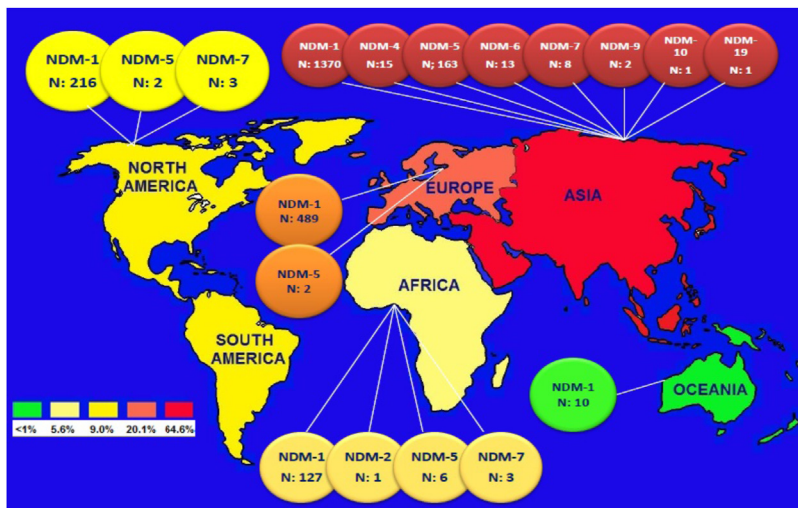 NDM-1
N: 216
NDM-5
N: 2
NDM-7
N: 3
NDM-1
N: 1370
NDM-4
N:15
NDM-5
N; 163
NDM-6
N: 13
NDM-7
N: 8
NDM-9
N: 2
NDM-
10
N: 1
NDM-
19
N: 1
NORTH
AMERICA
EUROPE
ASIA
NDM-1
N: 489
NDM-5
N: 2
AFRICA
SOUTH
AMERICA
NDM-1
N: 10
OCEANIA
<1% 5.6% 9.0% 20.1% 64.6%
NDM-1
N: 127
NDM-2
N: 1
NDM-5
N: 6
NDM-7
N: 3